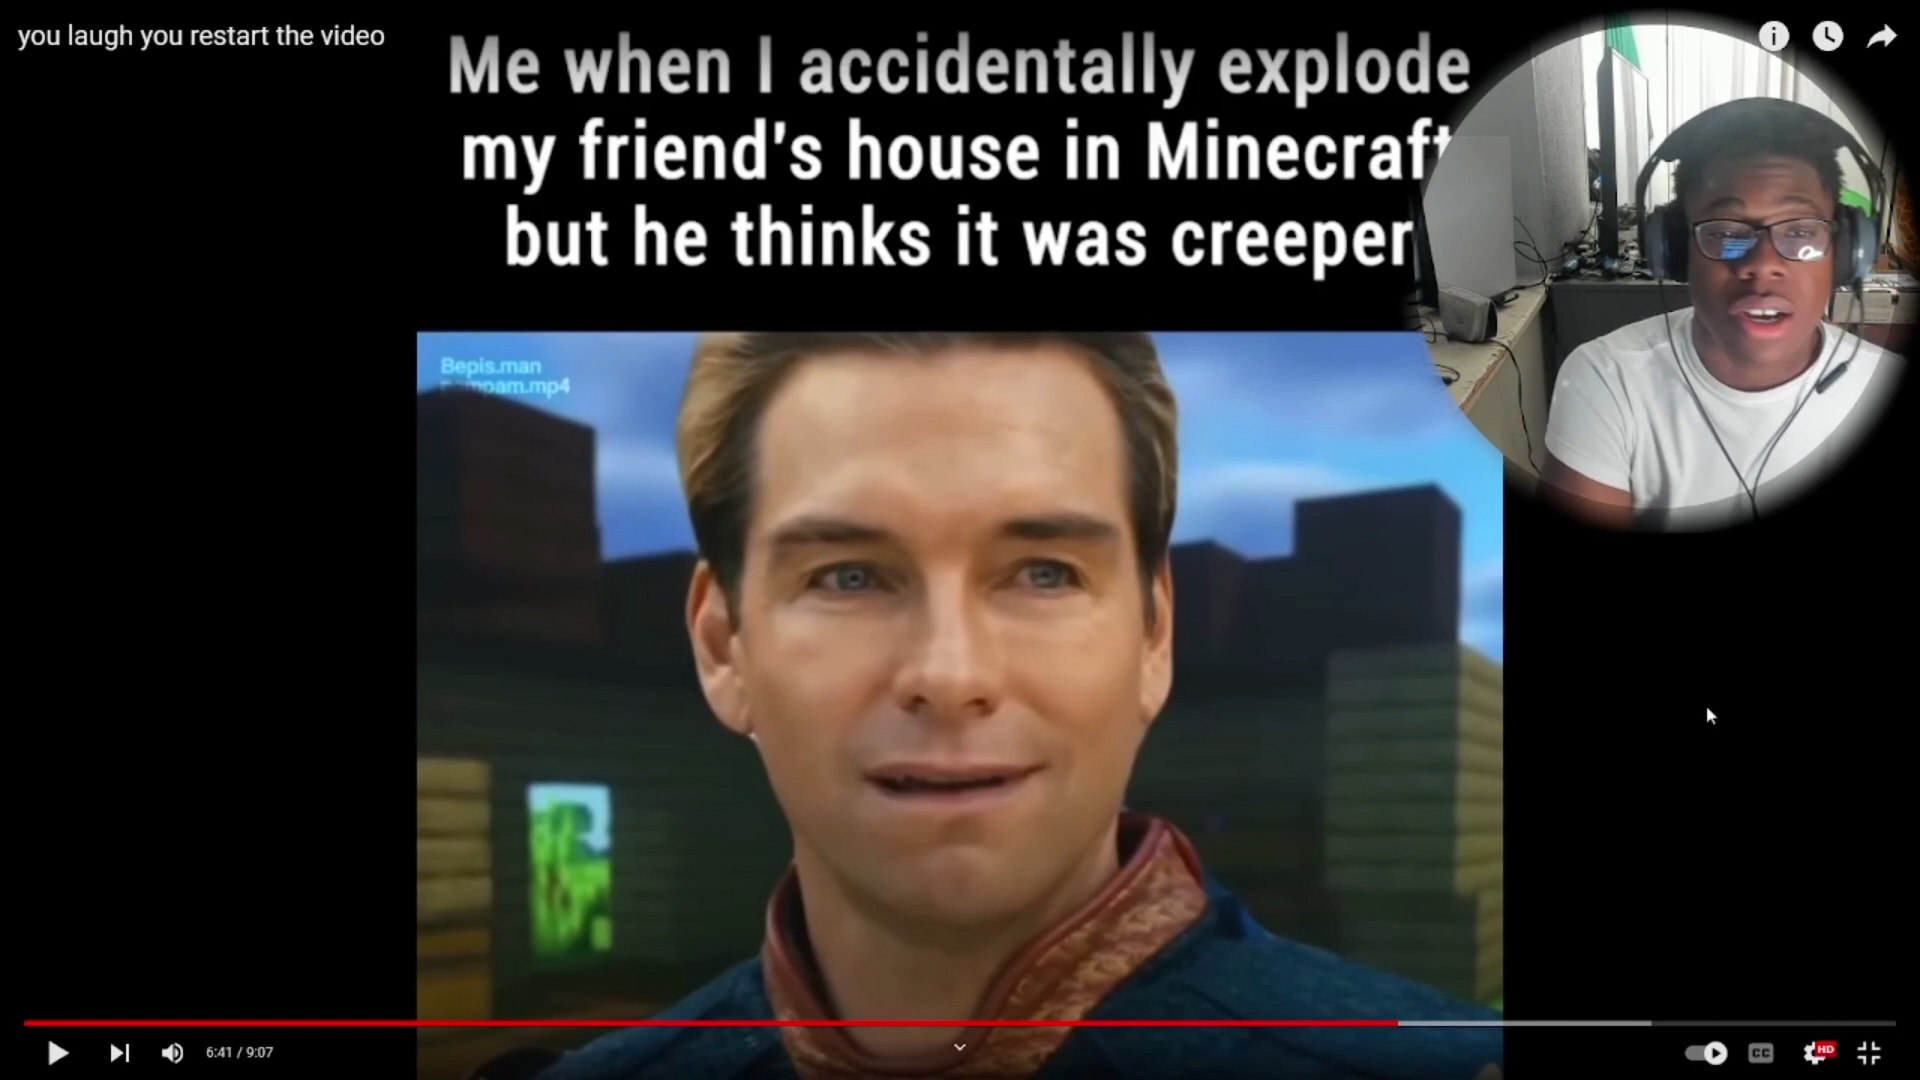 you laugh you restart the video
Me when I accidentally explode
my friend's house in Minecraft
but he thinks it was creeper
Bepis.man
6:41 / 9:07
CC
HD